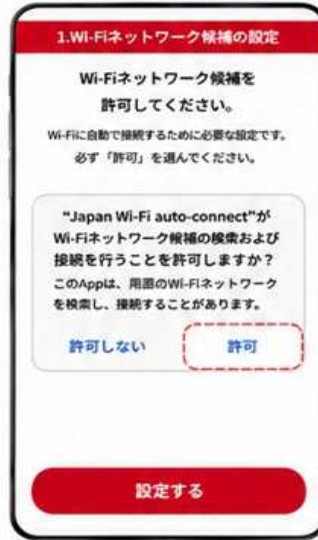 1.Wi-Fiネットワーク候補の設定
Wi-Fiネットワーク候補を
許可してください。
Wi-Fiに自動で接続するために必要な設定です。
必ず「許可」を選んでください。
“Japan Wi-Fi auto-connect”が
Wi-Fiネットワーク候補の検索および
接続を行うことを許可しますか？
このAppは、周囲のWi-Fiネットワーク
を検索し、接続することがあります。
許可しない 許可
設定する